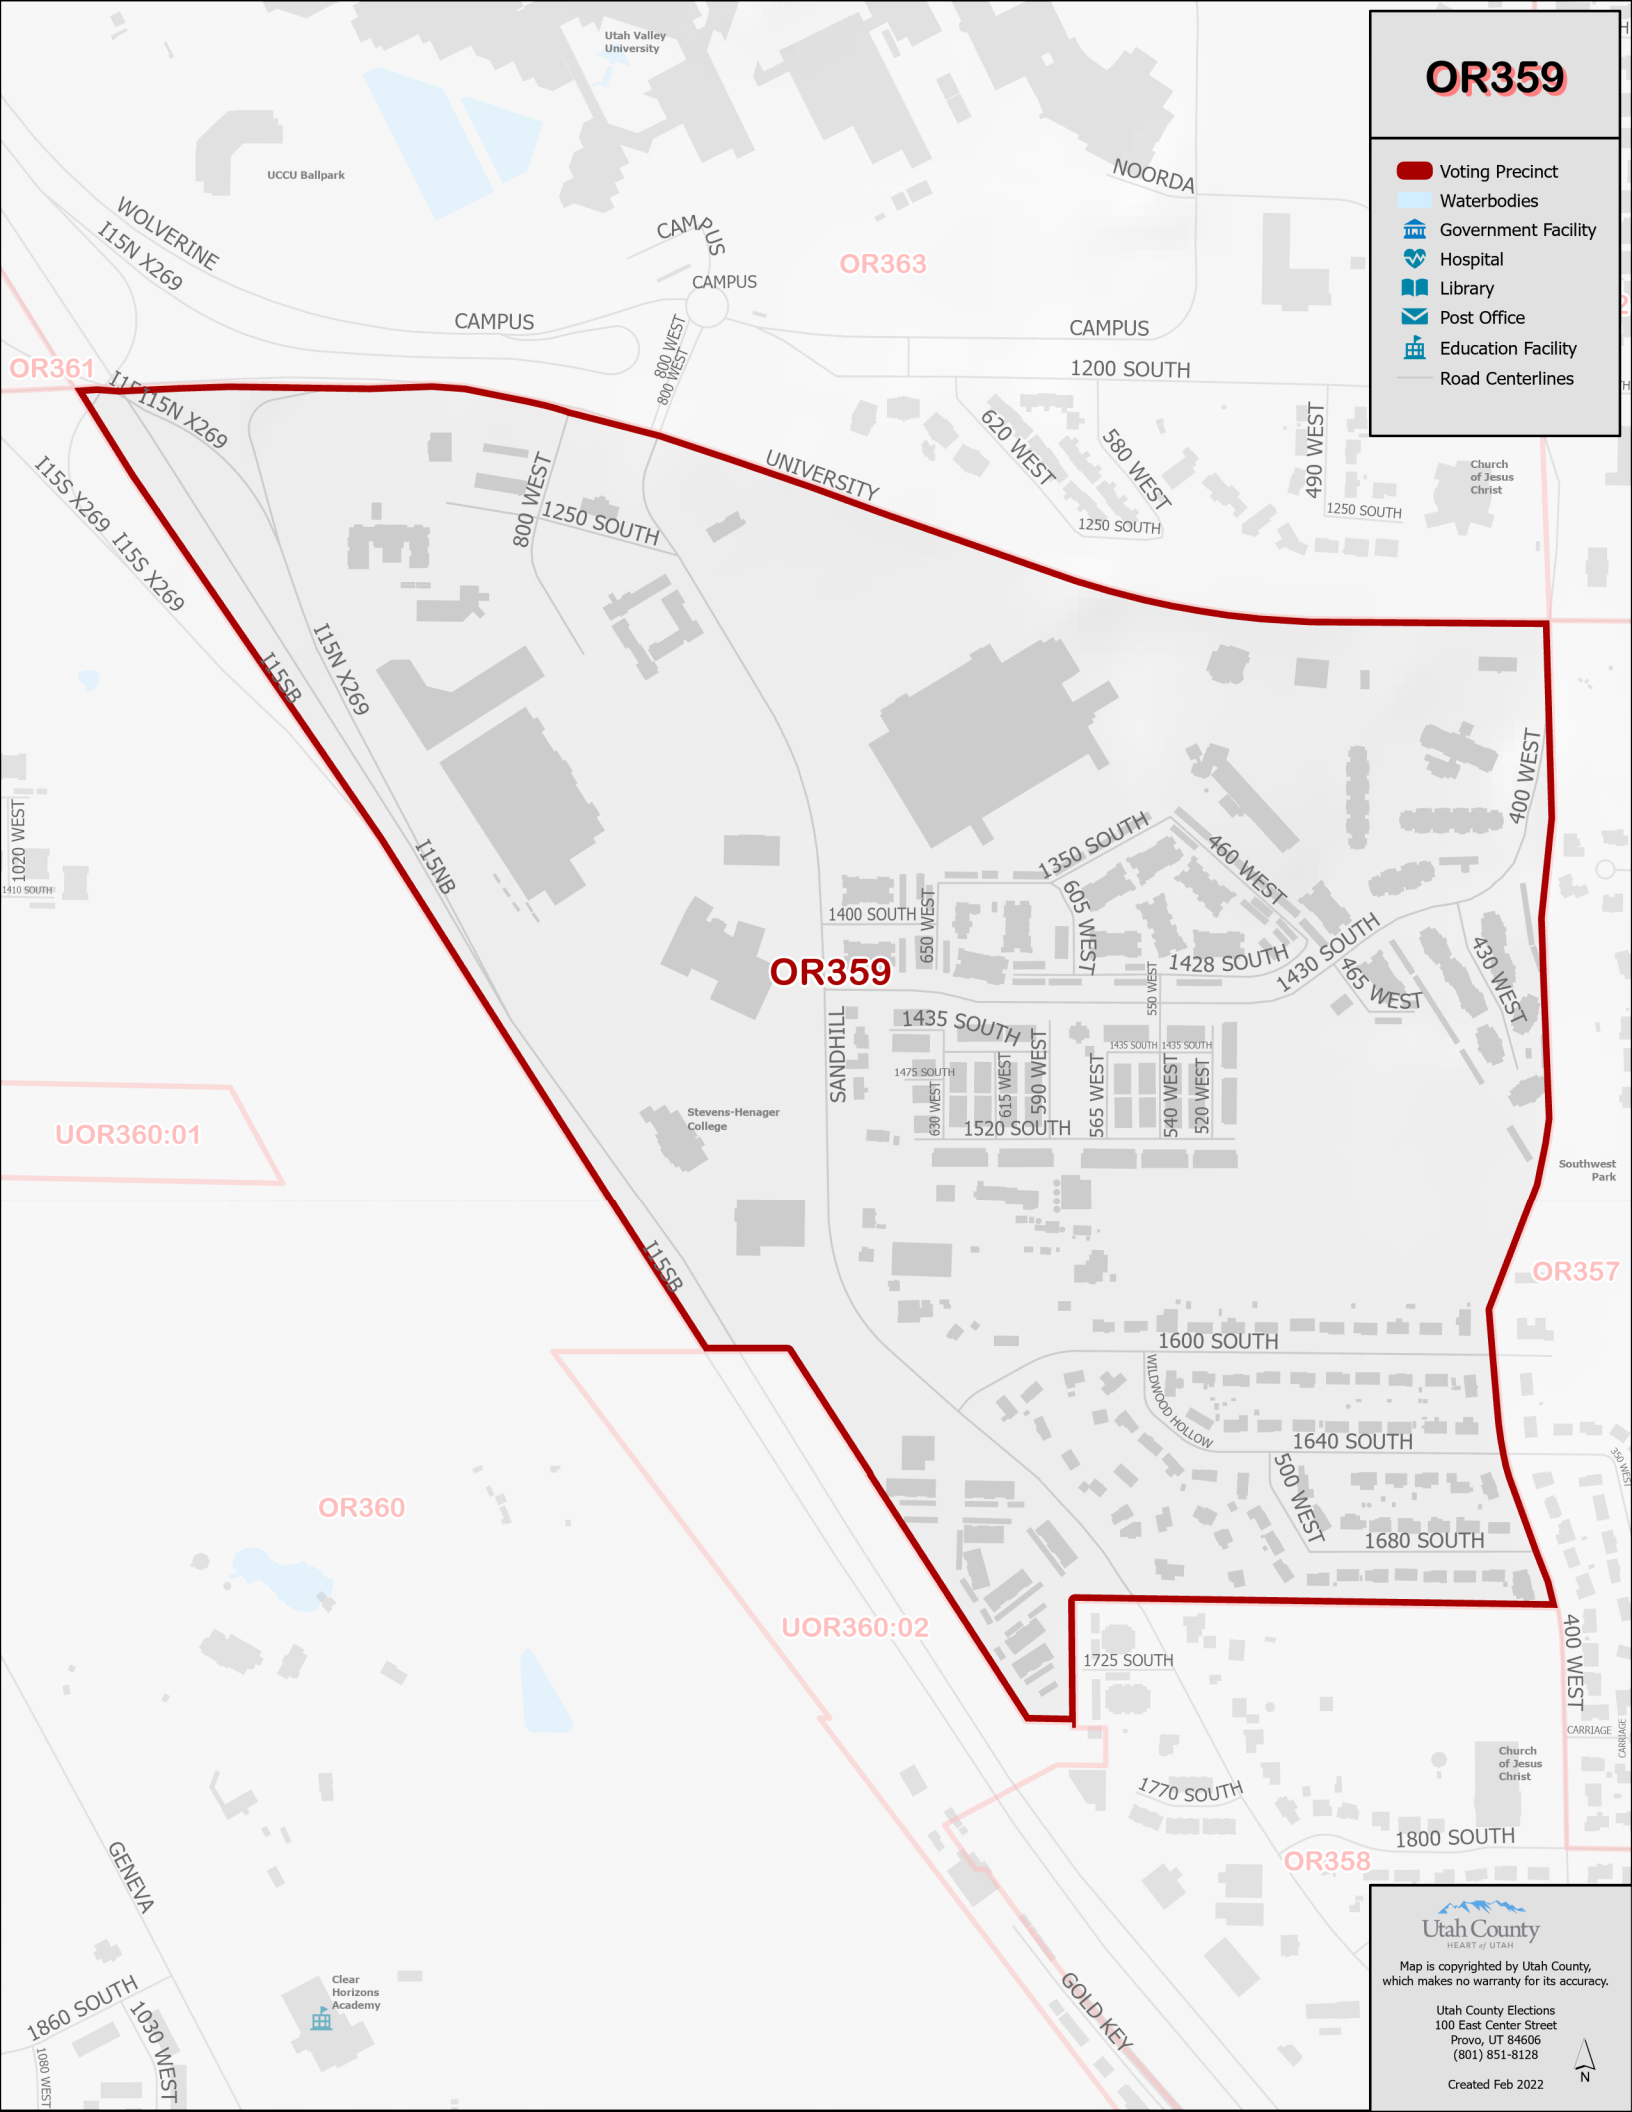 OR359
Voting Precinct
Waterbodies
Government Facility
Hospital
Library
Post Office
Education Facility
Road Centerlines
Utah Valley
University
UCCU Ballpark
NOORDA
WOLVERINE
I15N X269
CAMPUS
CAMPUS
OR363
CAMPUS
CAMPUS
800 WEST
800 WEST
1200 SOUTH
OR361
I15N X269
620 WEST
580 WEST
490 WEST
Church
of Jesus
Christ
1250 SOUTH
1250 SOUTH
UNIVERSITY
I15S X269
I15S X269
800 WEST
1250 SOUTH
I15N X269
I15SB
400 WEST
1020 WEST
1410 SOUTH
I15NB
1350 SOUTH
460 WEST
605 WEST
1400 SOUTH
650 WEST
1428 SOUTH
1430 SOUTH
465 WEST
430 WEST
OR359
550 WEST
SANDHILL
1435 SOUTH
1435 SOUTH
1435 SOUTH
1475 SOUTH
630 WEST
615 WEST
590 WEST
565 WEST
540 WEST
520 WEST
1520 SOUTH
Stevens-Henager
College
UOR360:01
Southwest
Park
I15SB
OR357
1600 SOUTH
WILDWOOD HOLLOW
1640 SOUTH
350 WEST
500 WEST
1680 SOUTH
OR360
UOR360:02
1725 SOUTH
400 WEST
CARRIAGE
CARRIAGE
Church
of Jesus
Christ
1770 SOUTH
1800 SOUTH
OR358
GENEVA
Clear
Horizons
Academy
1860 SOUTH
1030 WEST
1080 WEST
GOLD KEY
Utah County
HEART of UTAH
Map is copyrighted by Utah County,
which makes no warranty for its accuracy.
Utah County Elections
100 East Center Street
Provo, UT 84606
(801) 851-8128
Created Feb 2022
N